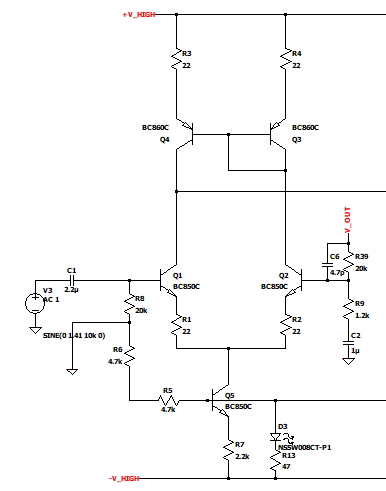 +V_HIGH
R3
22
R4
22
BC860C
Q4
BC860C
Q3
V_OUT
C6
4.7p
R39
20k
Q1
BC850C
Q2
BC850C
C1
2.2µ
V3
AC 1
SINE(0 1.41 10k 0)
R8
20k
R9
1.2k
R1
22
R2
22
C2
1µ
R6
4.7k
R5
4.7k
Q5
BC850C
D3
NSSW008CT-P1
R7
2.2k
R13
47
-V_HIGH